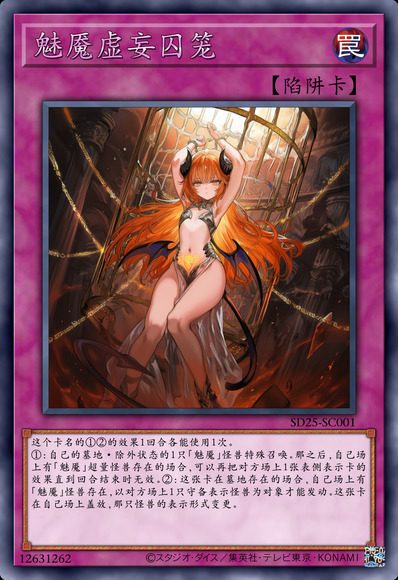 魅魇虚妄囚笼
罠
【陷阱卡】
SD25-SC001
这个卡名的①②的效果1回合各能使用1次。
①：自己的墓地・除外状态的1只「魅魔」怪兽特殊召唤。那之后，自己场
上有「魅魔」超量怪兽存在的场合，可以再把对方场上1张表侧表示卡的
效果直到回合结束时无效。②：这张卡在墓地存在的场合，自己场上有
「魅魔」怪兽存在，以对方场上1只守备表示怪兽为对象才能发动。这张卡
在自己场上盖放，那只怪兽的表示形式变更。
12631262
©スタジオ・ダイス／集英社・テレビ東京・KONAMI